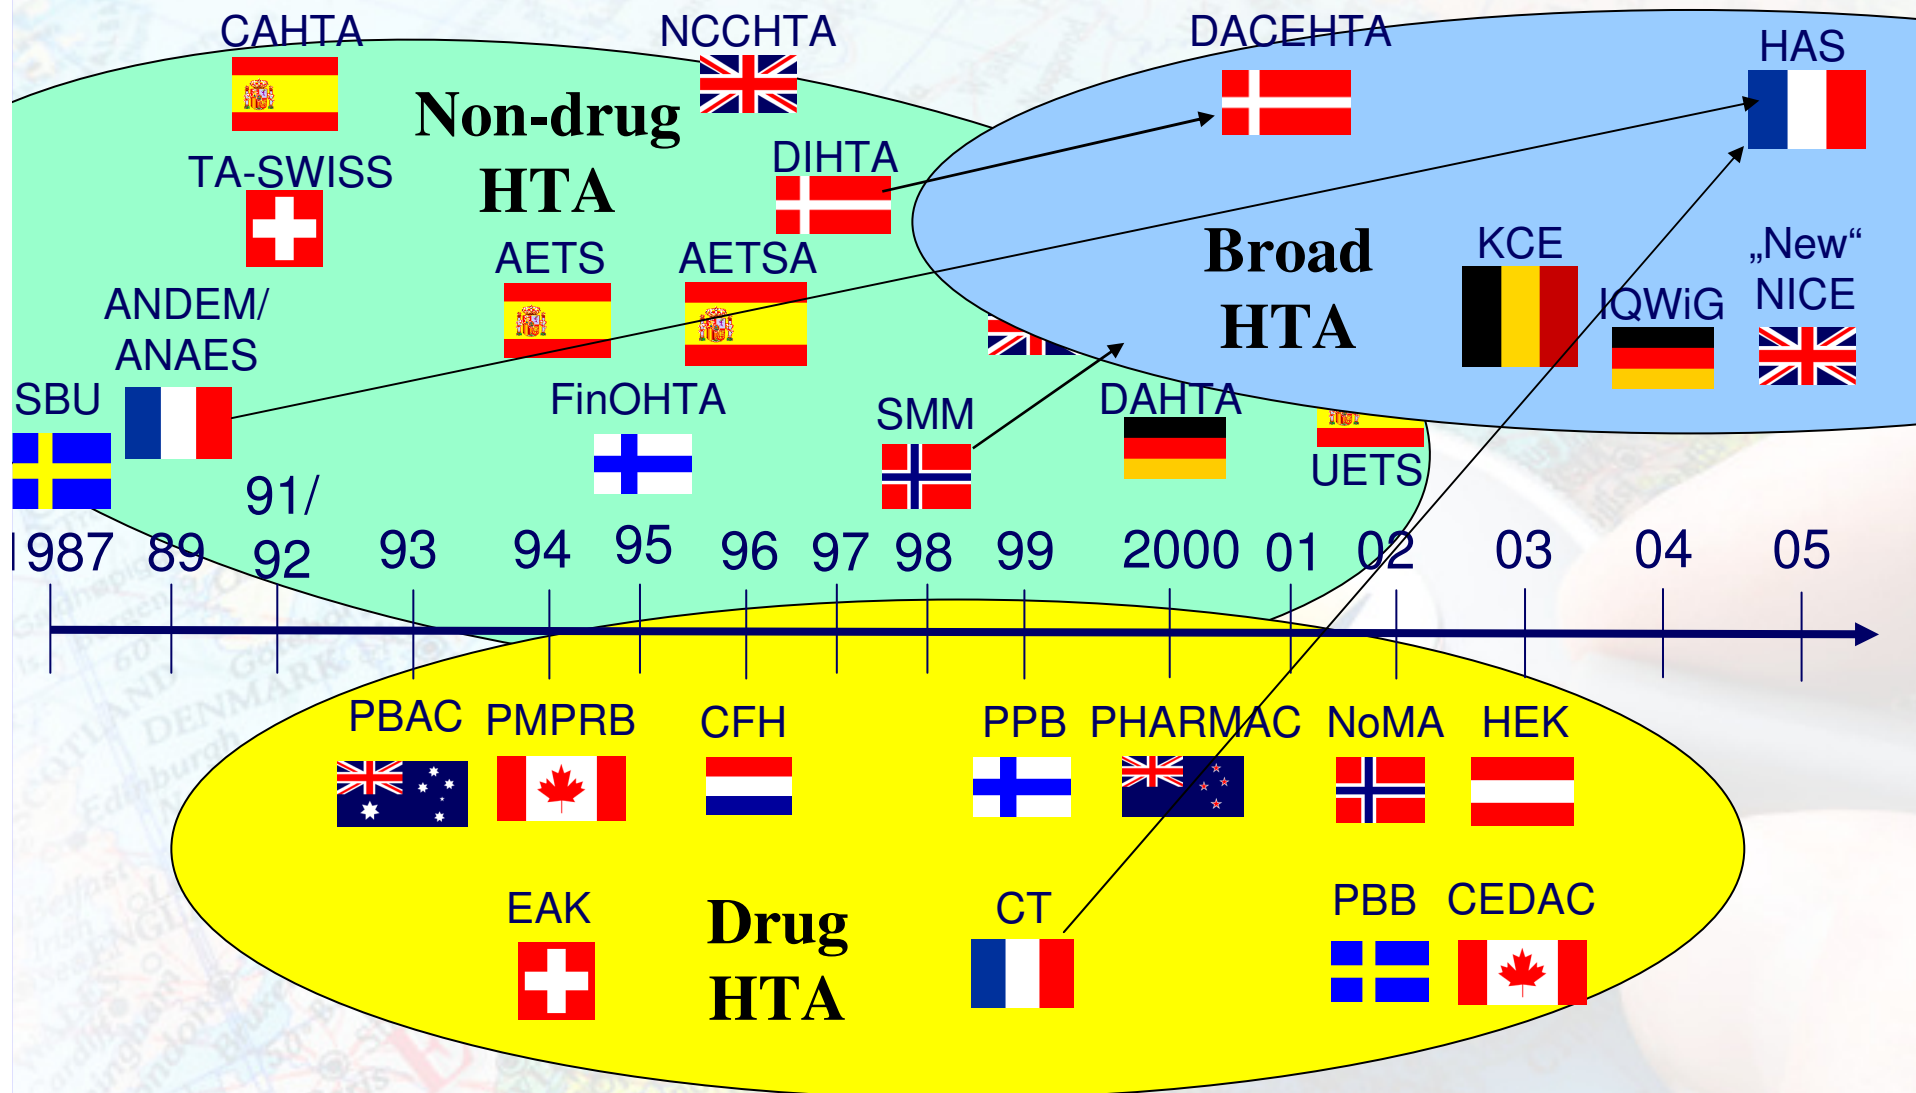 CAHTA
NCCHTA
DACEHTA
HAS
Non-drug
HTA
TA-SWISS
DIHTA
AETS
AETSA
Broad
HTA
KCE
„New“
NICE
IQWiG
ANDEM/
ANAES
SBU
FinOHTA
SMM
DAHTA
UETS
1987 89 91/
92 93 94 95 96 97 98 99 2000 01 02 03 04 05
PBAC PMPRB CFH PPB PHARMAC NoMA HEK
EAK
Drug
HTA
CT
PBB CEDAC
DENMARK